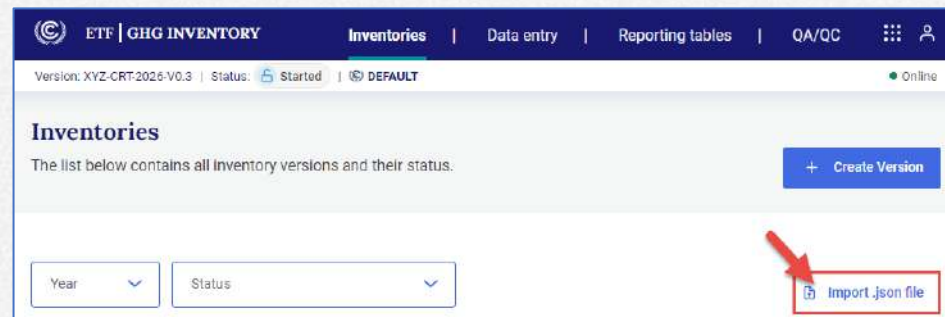 ETF | GHG INVENTORY Inventories | Data entry | Reporting tables | QA/QC
Version: XYZ-CRT-2026-V0.3 | Status: Started | DEFAULT Online
Inventories
The list below contains all inventory versions and their status.
+ Create Version
Year Status
Import .json file